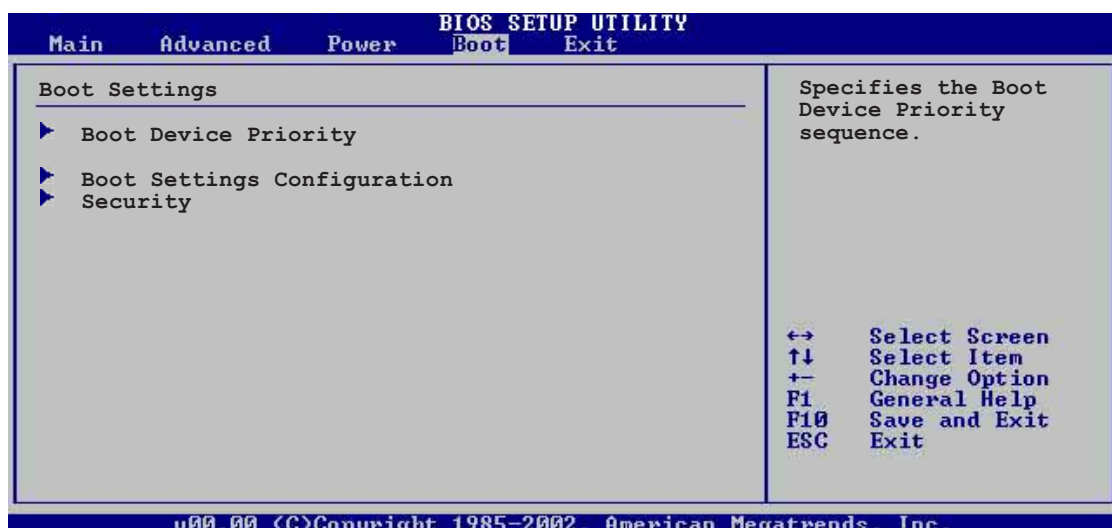 BIOS SETUP UTILITY
Main Advanced Power Boot Exit
Boot Settings
Boot Device Priority
Boot Settings Configuration
Security
Specifies the Boot
Device Priority
sequence.
←→ Select Screen
↑↓ Select Item
+- Change Option
F1 General Help
F10 Save and Exit
ESC Exit
v00.00 (C)Copyright 1985-2002, American Megatrends, Inc.